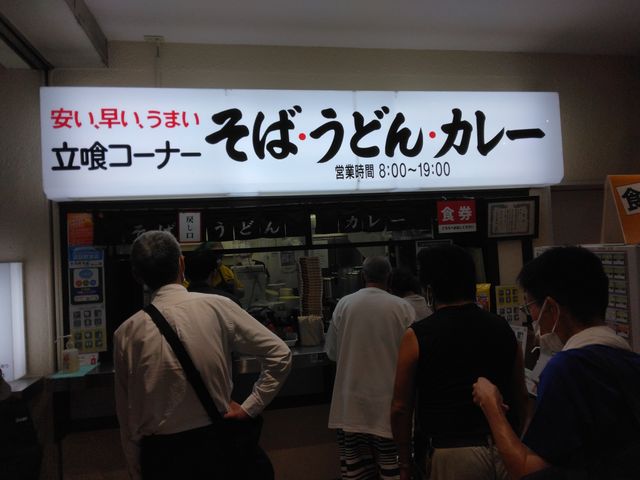 安い、早い、うまい
立喰コーナー
そば・うどん・カレー
営業時間 8:00～19:00
そば うどん カレー
戻し口
食券
食